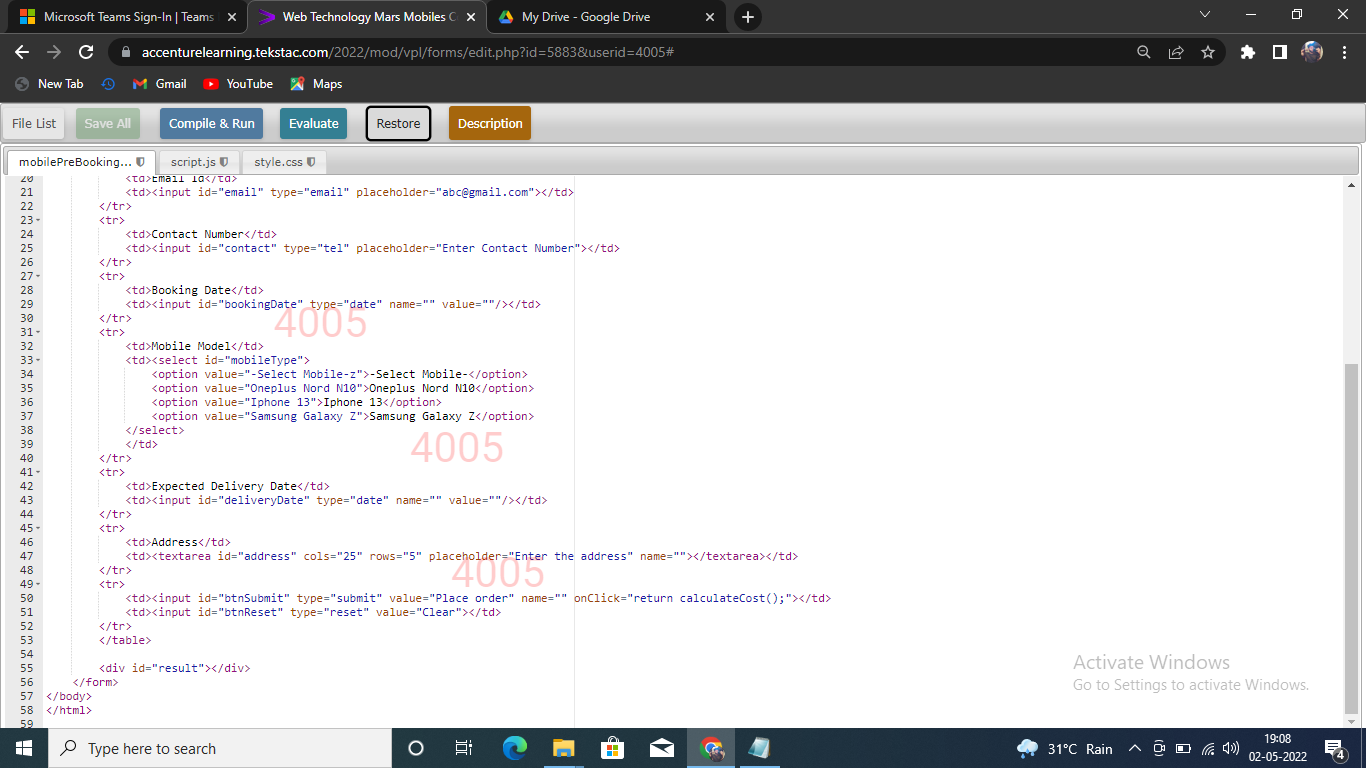 Microsoft Teams Sign-In | Teams
Web Technology Mars Mobiles C
My Drive - Google Drive
accenturelearning.tekstac.com/2022/mod/vpl/forms/edit.php?id=5883&userid=4005#
New Tab
Gmail
YouTube
Maps
File List
Save All
Compile & Run
Evaluate
Restore
Description
mobilePreBooking...
script.js
style.css
20 <td>Email Id</td>
21 <td><input id="email" type="email" placeholder="abc@gmail.com"></td>
22 </tr>
23 <tr>
24 <td>Contact Number</td>
25 <td><input id="contact" type="tel" placeholder="Enter Contact Number"></td>
26 </tr>
27 <tr>
28 <td>Booking Date</td>
29 <td><input id="bookingDate" type="date" name="" value=""/></td>
30 </tr>
31 <tr>
32 <td>Mobile Model</td>
33 <td><select id="mobileType">
34 <option value="-Select Mobile-z">-Select Mobile-</option>
35 <option value="Oneplus Nord N10">Oneplus Nord N10</option>
36 <option value="Iphone 13">Iphone 13</option>
37 <option value="Samsung Galaxy Z">Samsung Galaxy Z</option>
38 </select>
39 </td>
40 </tr>
41 <tr>
42 <td>Expected Delivery Date</td>
43 <td><input id="deliveryDate" type="date" name="" value=""/></td>
44 </tr>
45 <tr>
46 <td>Address</td>
47 <td><textarea id="address" cols="25" rows="5" placeholder="Enter the address" name=""></textarea></td>
48 </tr>
49 <tr>
50 <td><input id="btnSubmit" type="submit" value="Place order" name="" onClick="return calculateCost();"></td>
51 <td><input id="btnReset" type="reset" value="Clear"></td>
52 </tr>
53 </table>
54
55 <div id="result"></div>
56 </form>
57 </body>
58 </html>
59
4005
4005
4005
Activate Windows
Go to Settings to activate Windows.
Type here to search
31°C Rain
19:08
02-05-2022
4